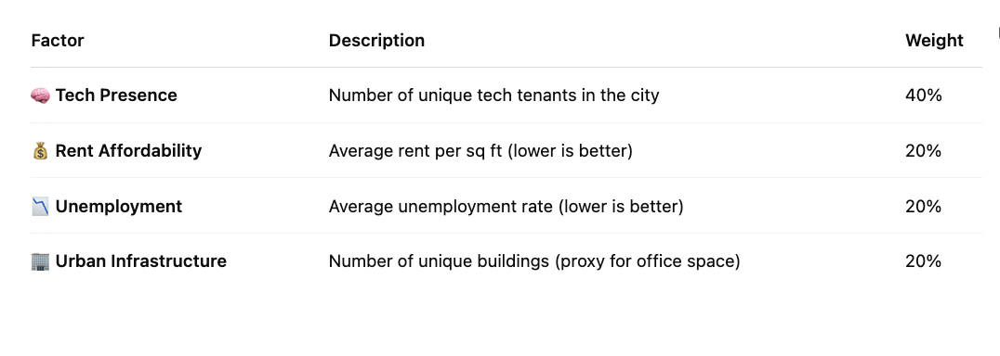 Factor Description Weight
🧠 Tech Presence Number of unique tech tenants in the city 40%
💰 Rent Affordability Average rent per sq ft (lower is better) 20%
📉 Unemployment Average unemployment rate (lower is better) 20%
🏢 Urban Infrastructure Number of unique buildings (proxy for office space) 20%